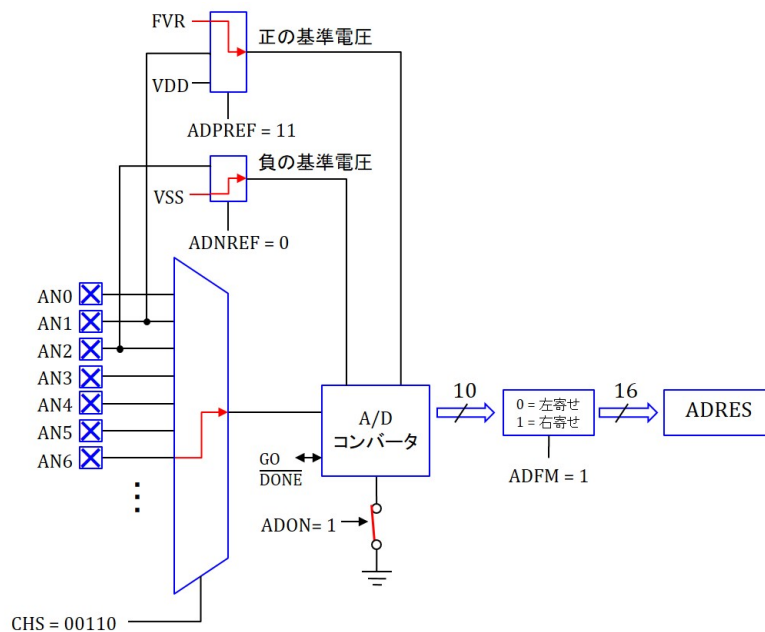 FVR
正の基準電圧
VDD
ADPREF = 11
負の基準電圧
VSS
ADNREF = 0
AN0
AN1
AN2
AN3
AN4
AN5
AN6
A/D
コンバータ
10
0 = 左寄せ
1 = 右寄せ
16
ADRES
GO
DONE
ADFM = 1
ADON= 1
CHS = 00110